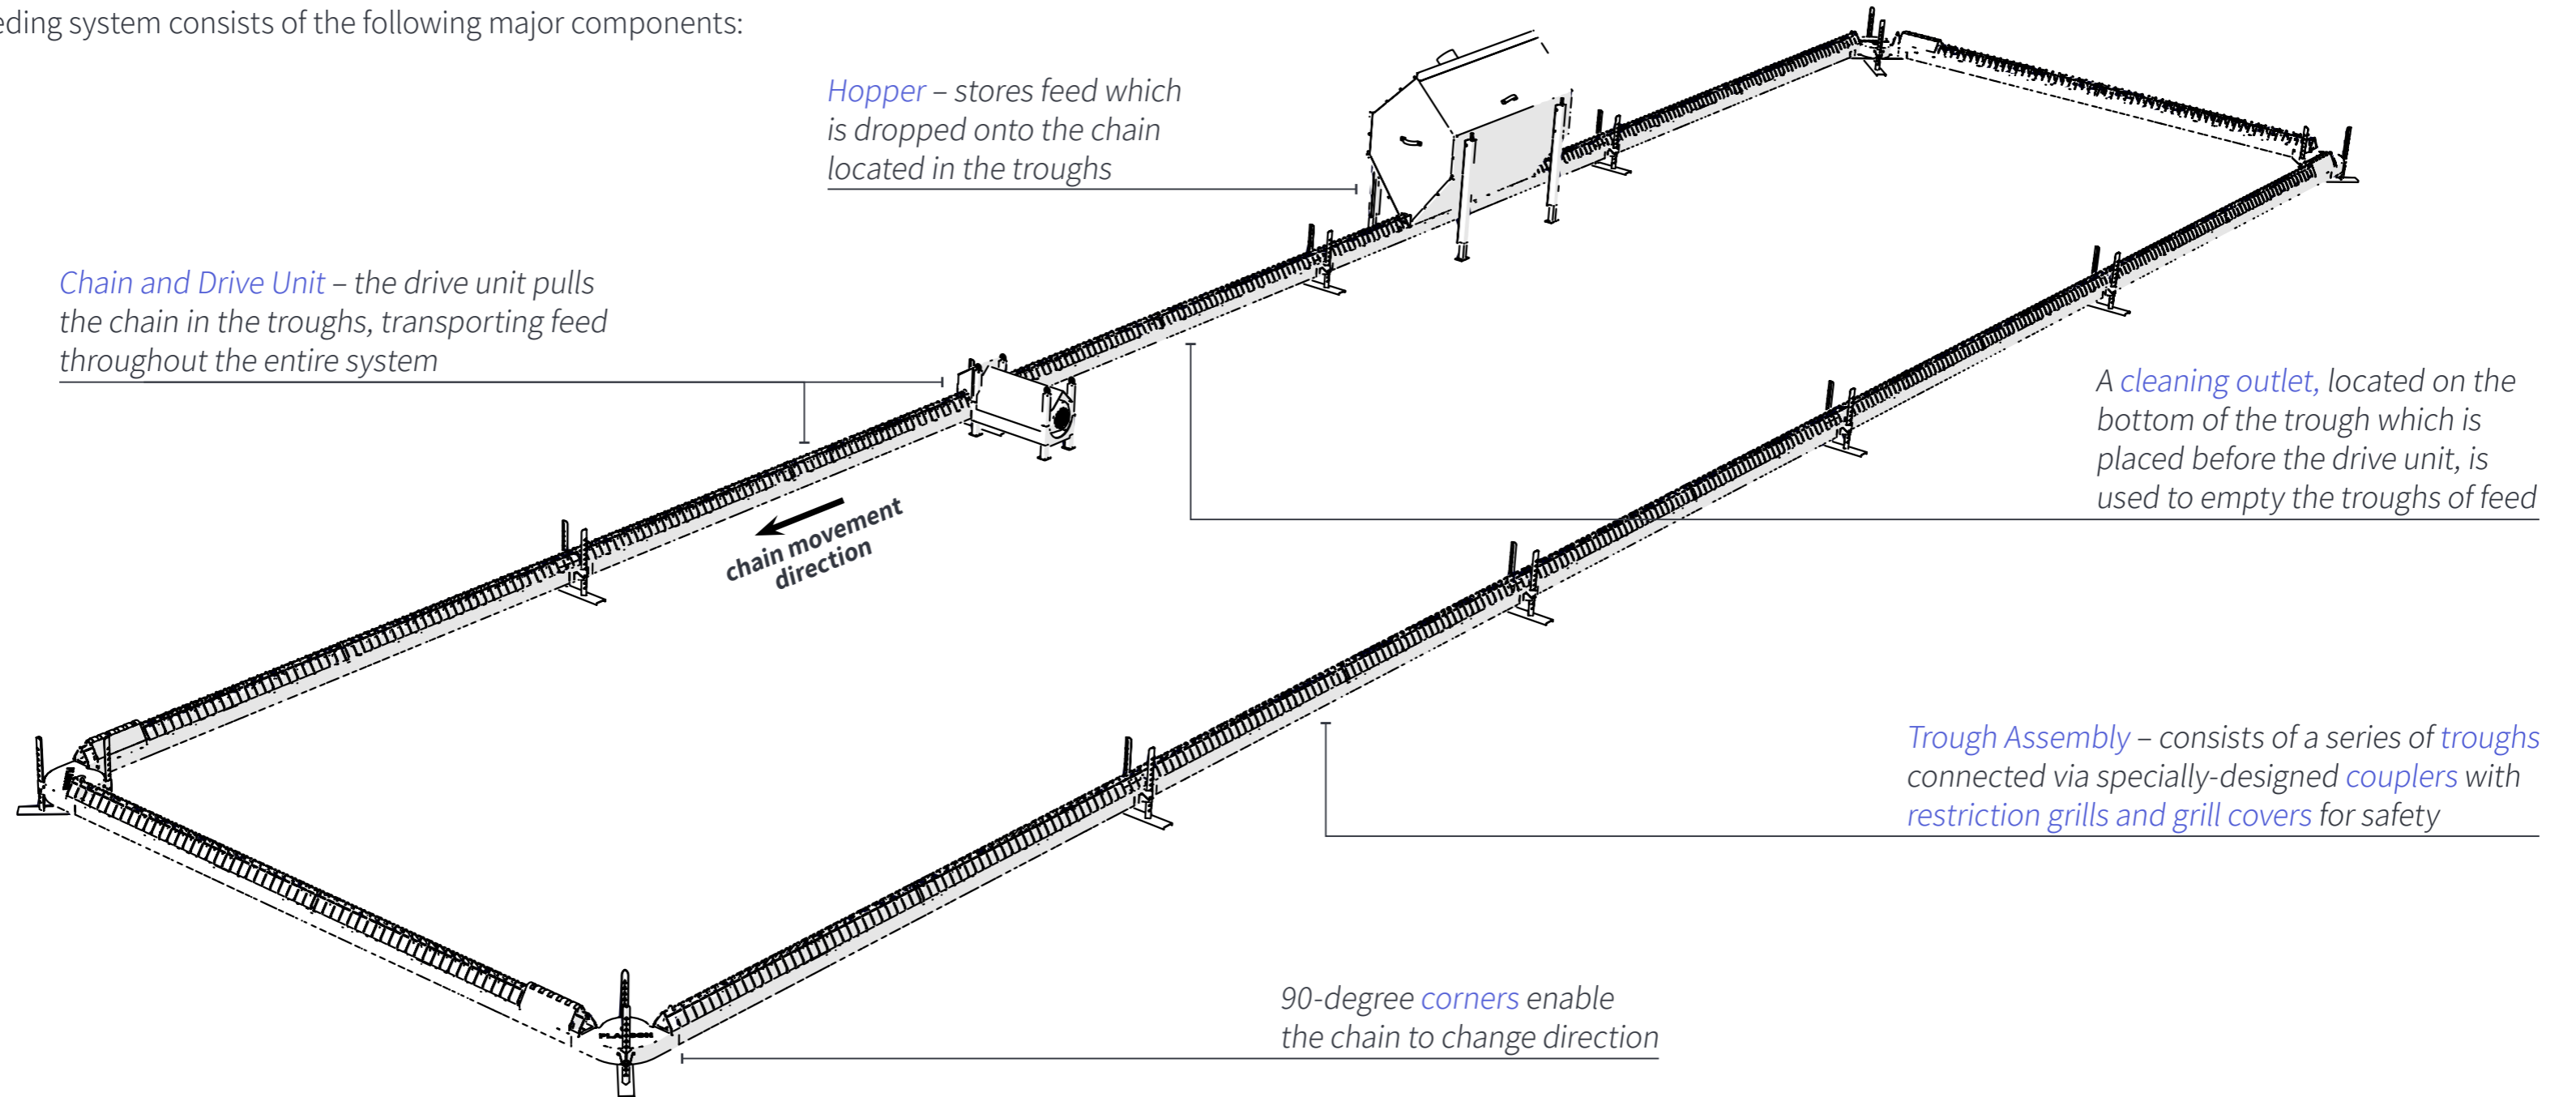 eding system consists of the following major components:
Hopper – stores feed which
is dropped onto the chain
located in the troughs
Chain and Drive Unit – the drive unit pulls
the chain in the troughs, transporting feed
throughout the entire system
A cleaning outlet, located on the
bottom of the trough which is
placed before the drive unit, is
used to empty the troughs of feed
chain movement
direction
Trough Assembly – consists of a series of troughs
connected via specially-designed couplers with
restriction grills and grill covers for safety
90-degree corners enable
the chain to change direction